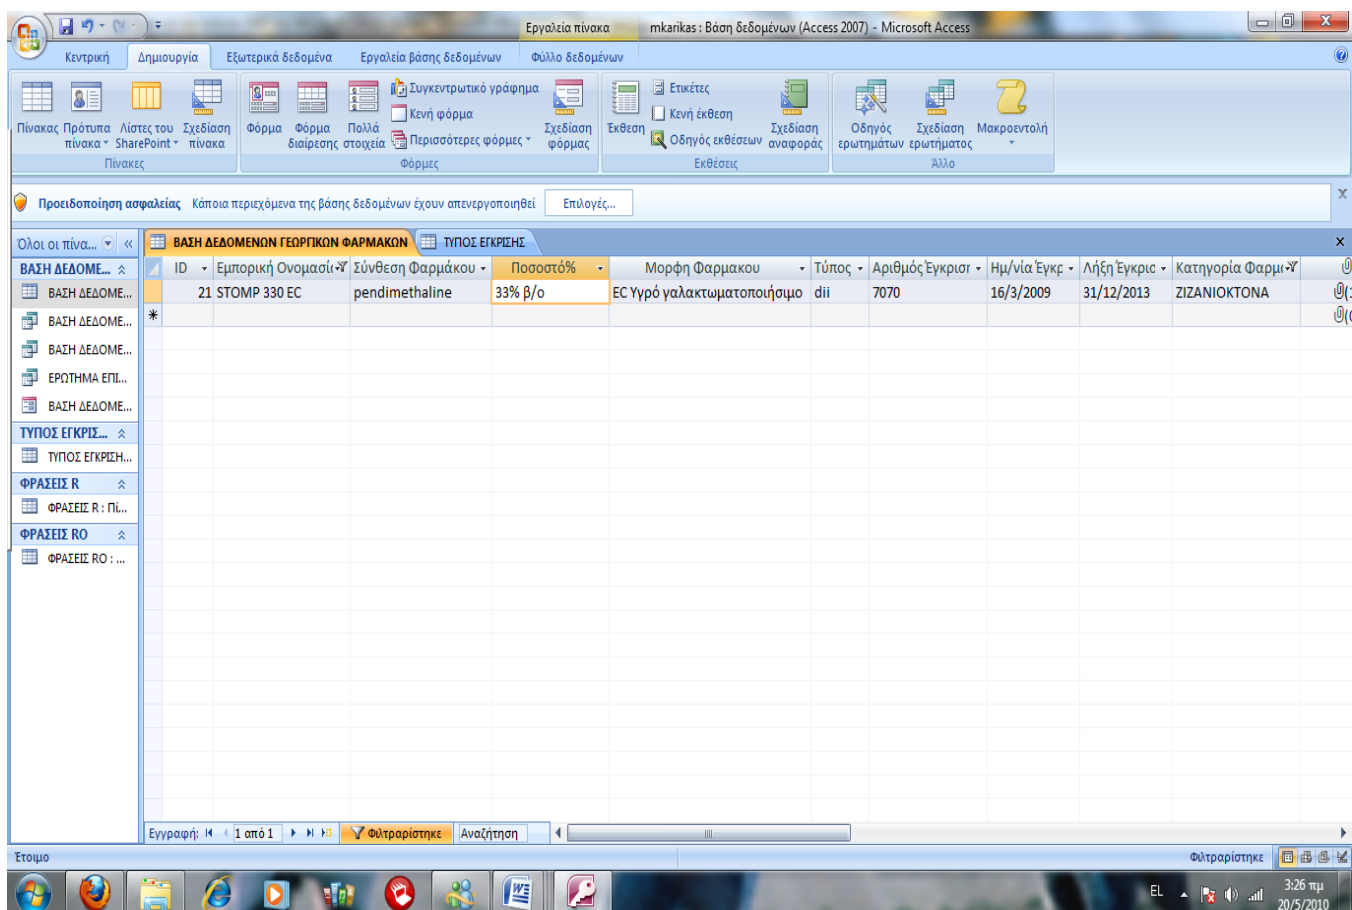 Εργαλεία πίνακα
mkarikas : Βάση δεδομένων (Access 2007) - Microsoft Access
Κεντρική Δημιουργία Εξωτερικά δεδομένα Εργαλεία βάσης δεδομένων Φύλλο δεδομένων
Πίνακας Πρότυπα πίνακα Λίστες του SharePoint Σχεδίαση πίνακα
Πίνακες
Φόρμα Φόρμα διαίρεσης Πολλά στοιχεία
Συγκεντρωτικό γράφημα
Κενή φόρμα
Περισσότερες φόρμες
Σχεδίαση φόρμας
Φόρμες
Έκθεση
Ετικέτες
Κενή έκθεση
Οδηγός εκθέσεων
Σχεδίαση αναφοράς
Εκθέσεις
Οδηγός ερωτημάτων Σχεδίαση ερωτήματος Μακροεντολή
Άλλο
Προειδοποίηση ασφαλείας Κάποια περιεχόμενα της βάσης δεδομένων έχουν απενεργοποιηθεί Επιλογές...
Όλοι οι πίνα...
ΒΑΣΗ ΔΕΔΟΜΕ...
ΒΑΣΗ ΔΕΔΟΜΕ...
ΒΑΣΗ ΔΕΔΟΜΕ...
ΒΑΣΗ ΔΕΔΟΜΕ...
ΕΡΩΤΗΜΑ ΕΠΙ...
ΒΑΣΗ ΔΕΔΟΜΕ...
ΤΥΠΟΣ ΕΓΚΡΙΣ...
ΤΥΠΟΣ ΕΓΚΡΙΣΗ...
ΦΡΑΣΕΙΣ R
ΦΡΑΣΕΙΣ R : Πί...
ΦΡΑΣΕΙΣ RO
ΦΡΑΣΕΙΣ RO : ...
ΒΑΣΗ ΔΕΔΟΜΕΝΩΝ ΓΕΩΡΓΙΚΩΝ ΦΑΡΜΑΚΩΝ ΤΥΠΟΣ ΕΓΚΡΙΣΗΣ
ID Εμπορική Ονομασί Σύνθεση Φαρμάκου Ποσοστό% Μορφη Φαρμακου Τύπος Αριθμός Έγκρισ Ημ/νία Έγκρ Λήξη Έγκρισ Κατηγορία Φαρμ
21 STOMP 330 EC pendimethaline 33% β/ο EC Υγρό γαλακτωματοποιήσιμο dii 7070 16/3/2009 31/12/2013 ΖΙΖΑΝΙΟΚΤΟΝΑ
Εγγραφή: 1 από 1 Φιλτραρίστηκε Αναζήτηση
Έτοιμο Φιλτραρίστηκε
EL 3:26 πμ
20/5/2010